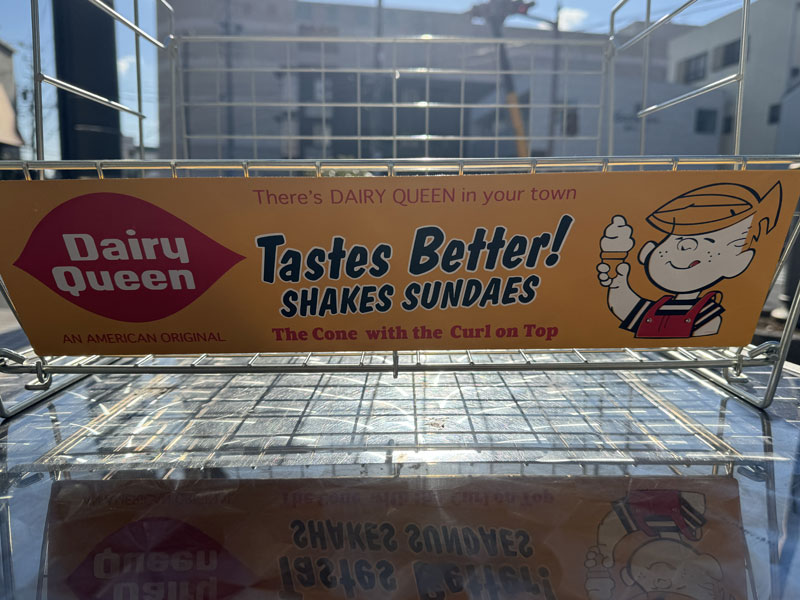 There's DAIRY QUEEN in your town
Dairy
Queen
Tastes Better!
SHAKES SUNDAES
AN AMERICAN ORIGINAL
The Cone with the Curl on Top